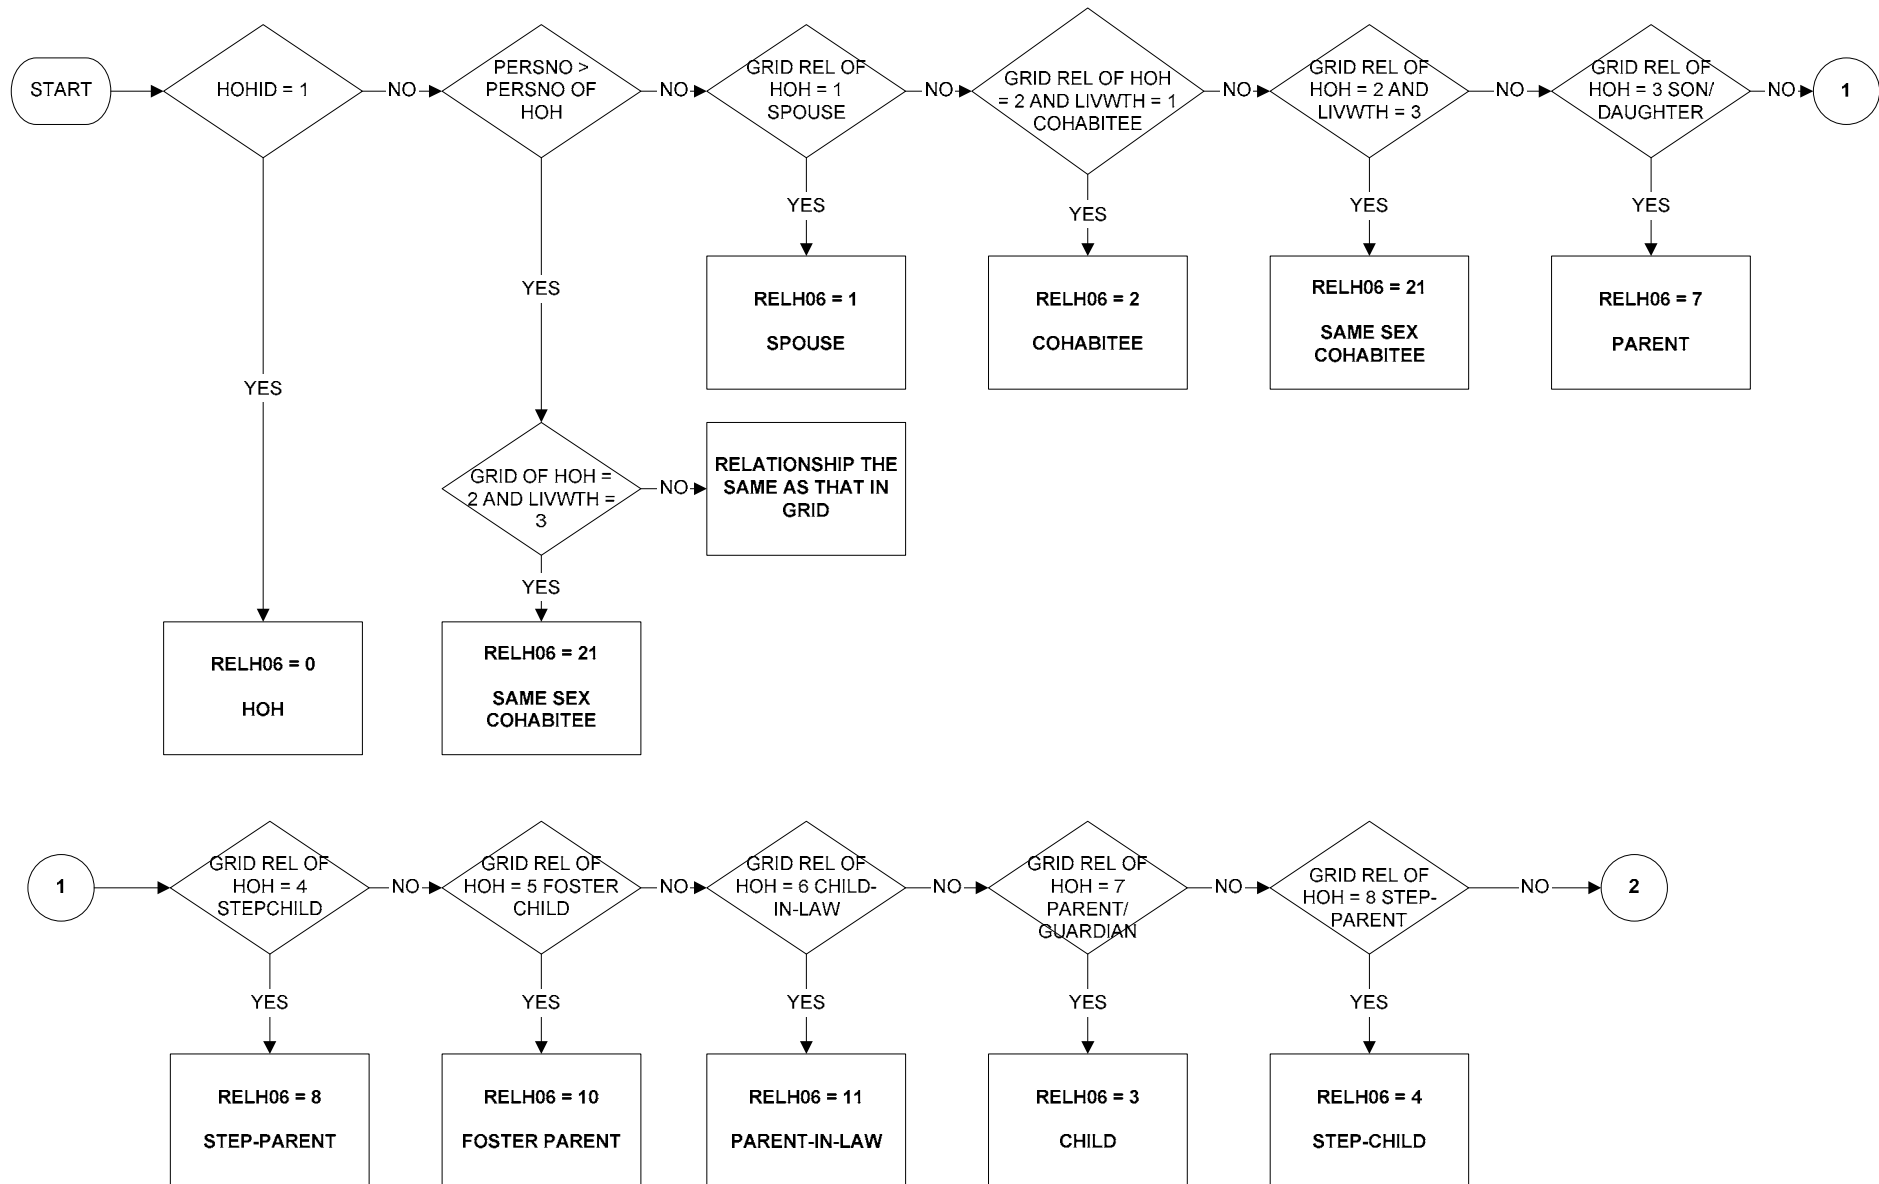 START
HOHID = 1
NO
PERSNO >
PERSNO OF
HOH
NO
GRID REL OF
HOH = 1
SPOUSE
NO
GRID REL OF HOH
= 2 AND LIVWTH = 1
COHABITEE
NO
GRID REL OF
HOH = 2 AND
LIVWTH = 3
NO
GRID REL OF
HOH = 3 SON/
DAUGHTER
NO
1
YES
YES
YES
YES
YES
YES
RELH06 = 1
SPOUSE
RELH06 = 2
COHABITEE
RELH06 = 21
SAME SEX
COHABITEE
RELH06 = 7
PARENT
GRID OF HOH =
2 AND LIVWTH =
3
NO
RELATIONSHIP THE
SAME AS THAT IN
GRID
YES
RELH06 = 0
HOH
RELH06 = 21
SAME SEX
COHABITEE
1
GRID REL OF
HOH = 4
STEPCHILD
NO
GRID REL OF
HOH = 5 FOSTER
CHILD
NO
GRID REL OF
HOH = 6 CHILD-
IN-LAW
NO
GRID REL OF
HOH = 7
PARENT/
GUARDIAN
NO
GRID REL OF
HOH = 8 STEP-
PARENT
NO
2
YES
YES
YES
YES
YES
RELH06 = 8
STEP-PARENT
RELH06 = 10
FOSTER PARENT
RELH06 = 11
PARENT-IN-LAW
RELH06 = 3
CHILD
RELH06 = 4
STEP-CHILD